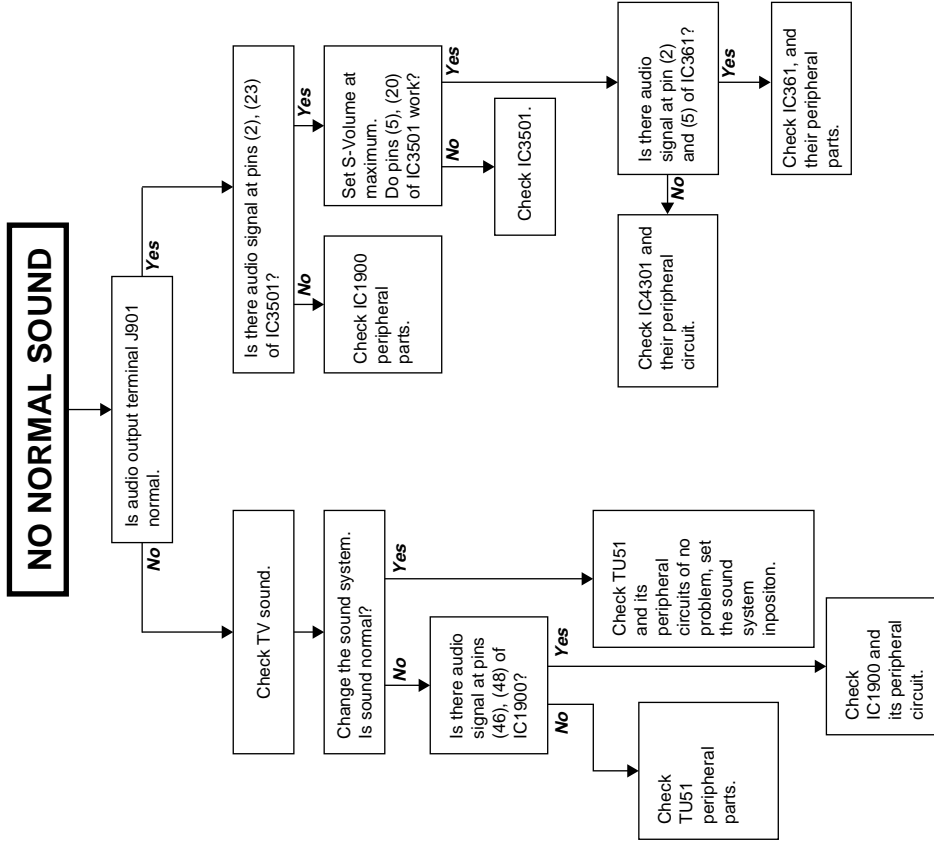 NO NORMAL SOUND
Is audio output terminal J901
normal.
No
Yes
Check TV sound.
Change the sound system.
Is sound normal?
No
Yes
Is there audio
signal at pins
(46), (48) of
IC1900?
No
Yes
Check
TU51
peripheral
parts.
Check
IC1900 and
its peripheral
circuit.
Check TU51
and its
peripheral
circuits of no
problem, set
the sound
system
inpositon.
Is there audio signal at pins (2), (23)
of IC3501?
No
Yes
Check IC1900
peripheral
parts.
Set S-Volume at
maximum.
Do pins (5), (20)
of IC3501 work?
No
Yes
Check IC3501.
Is there audio
signal at pin (2)
and (5) of IC361?
No
Yes
Check IC4301 and
their peripheral
circuit.
Check IC361, and
their peripheral
parts.